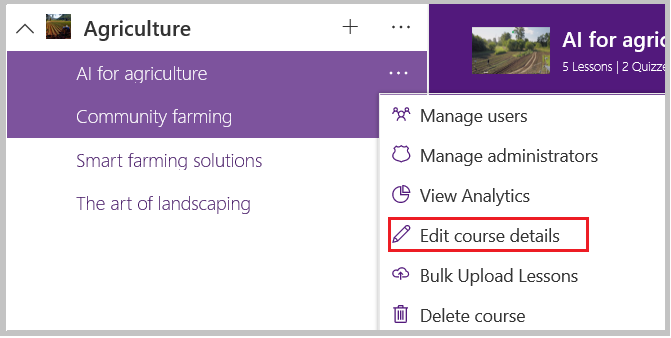 Agriculture
AI for agriculture
Community farming
Smart farming solutions
The art of landscaping
AI for agric
5 Lessons | 2 Quizze
Manage users
Manage administrators
View Analytics
Edit course details
Bulk Upload Lessons
Delete course